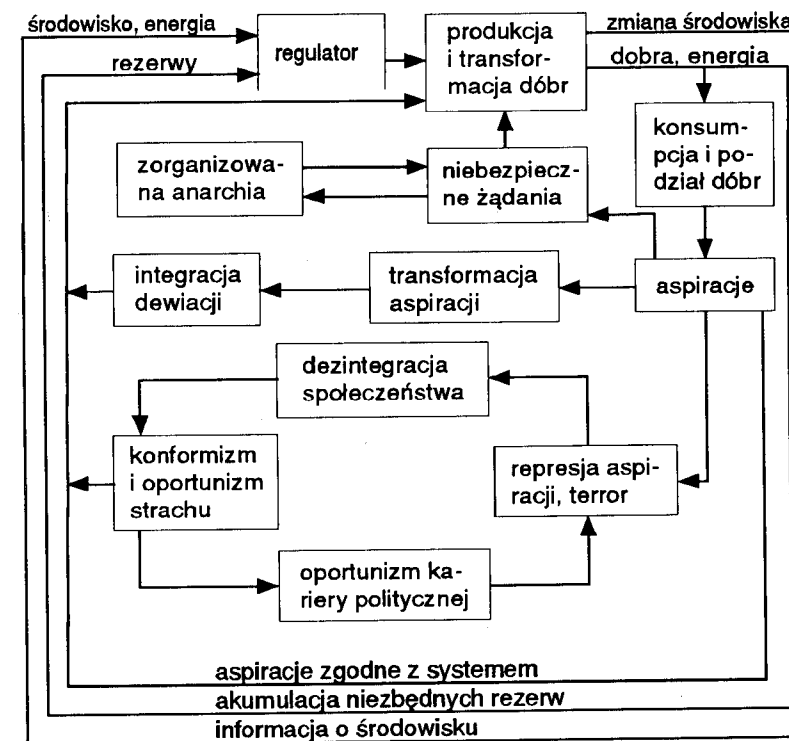 środowisko, energia
rezerwy
regulator
produkcja
i transfor-
macja dóbr
zmiana środowiska
dobra, energia
konsum-
pcja i po-
dział dóbr
zorganizowa-
na anarchia
niebezpiecz-
ne żądania
integracja
dewiacji
transformacja
aspiracji
aspiracje
dezintegracja
społeczeństwa
konformizm
i oportunizm
strachu
represja aspi-
racji, terror
oportunizm ka-
riery politycznej
aspiracje zgodne z systemem
akumulacja niezbędnych rezerw
informacja o środowisku